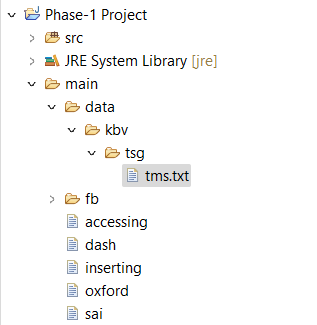 Phase-1 Project
src
JRE System Library [jre]
main
data
kbv
tsg
tms.txt
fb
accessing
dash
inserting
oxford
sai